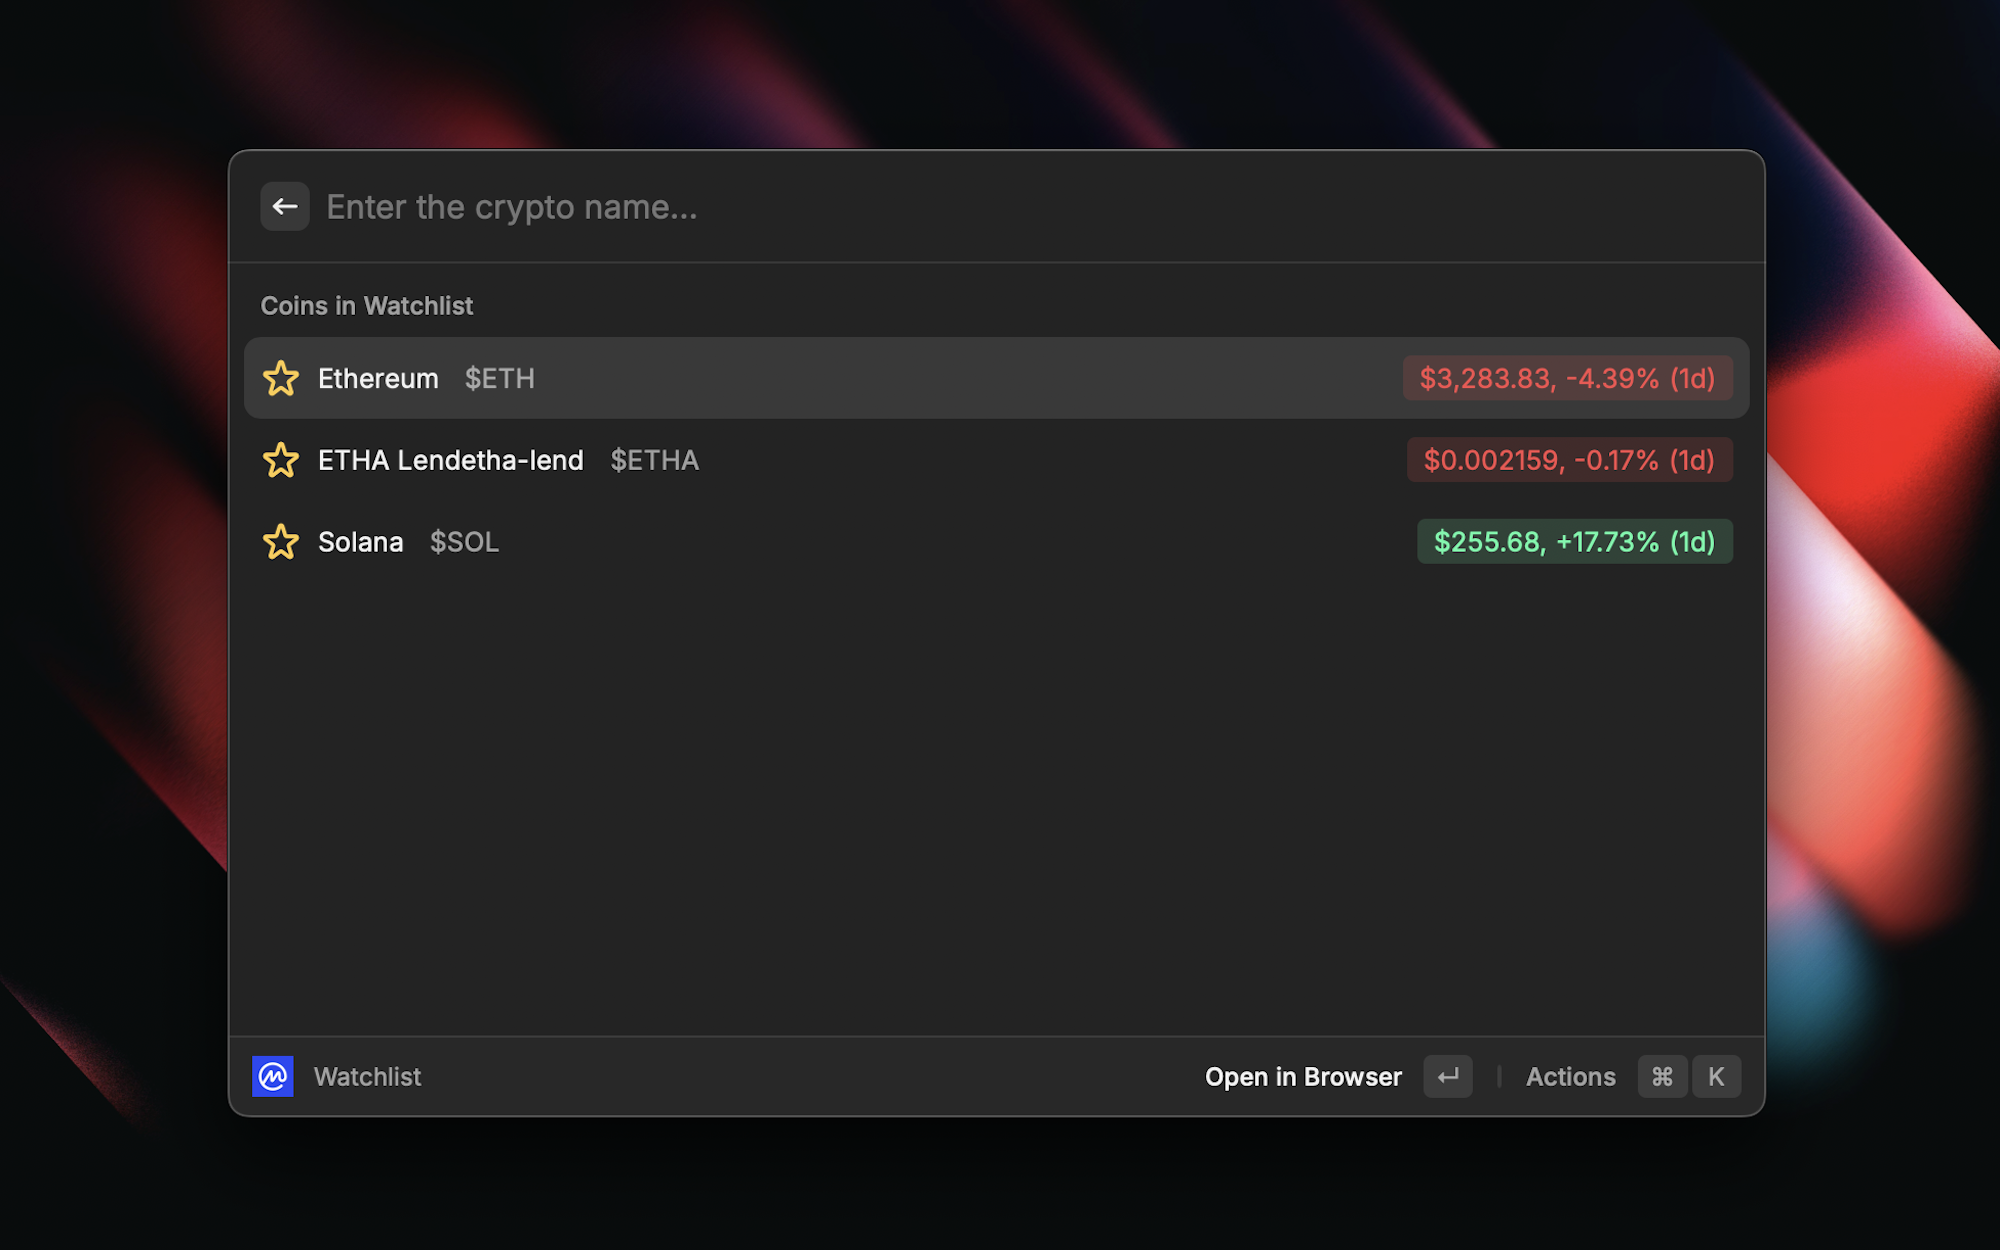 Enter the crypto name...
Coins in Watchlist
Ethereum $ETH $3,283.83, -4.39% (1d)
ETHA Lendetha-lend $ETHA $0.002159, -0.17% (1d)
Solana $SOL $255.68, +17.73% (1d)
Watchlist Open in Browser ↵ Actions ⌘ K